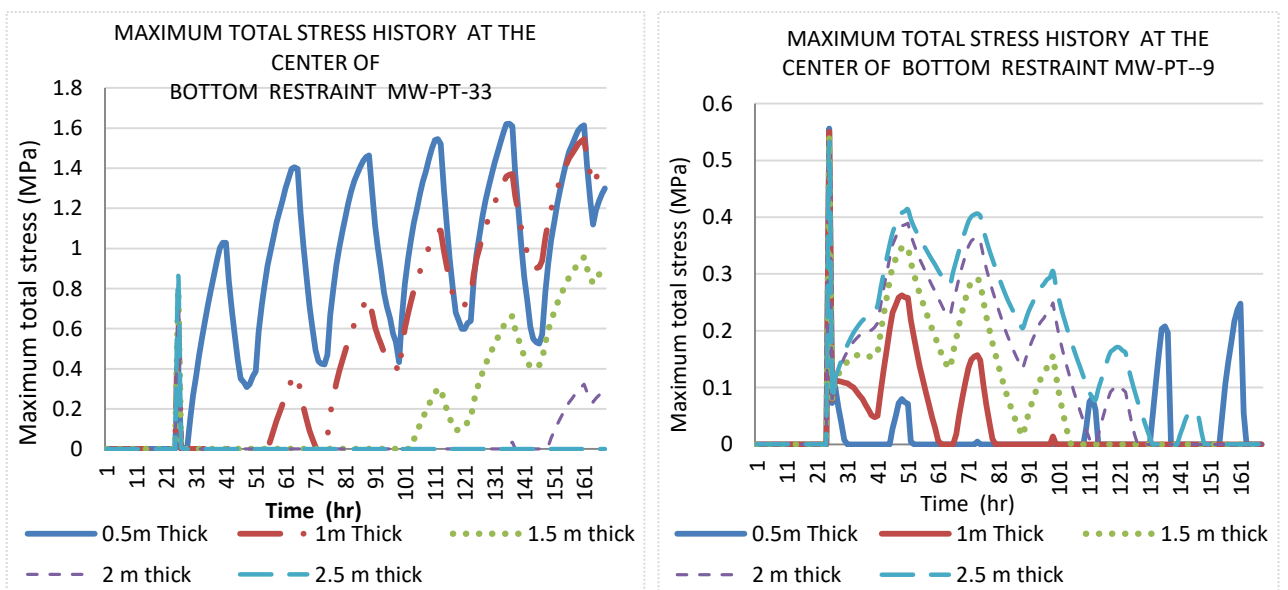 MAXIMUM TOTAL STRESS HISTORY AT THE
CENTER OF
BOTTOM RESTRAINT MW-PT-33
Maximum total stress (MPa)
1.8
1.6
1.4
1.2
1
0.8
0.6
0.4
0.2
0
1 11 21 31 41 51 61 71 81 91 101 111 121 131 141 151 161
Time (hr)
0.5m Thick 1m Thick 1.5 m thick
2 m thick 2.5 m thick
MAXIMUM TOTAL STRESS HISTORY AT THE
CENTER OF BOTTOM RESTRAINT MW-PT--9
Maximum total stress (MPa)
0.6
0.5
0.4
0.3
0.2
0.1
0
1 11 21 31 41 51 61 71 81 91 101 111 121 131 141 151 161
Time (hr)
0.5m Thick 1m Thick 1.5 m thick
2 m thick 2.5 m thick